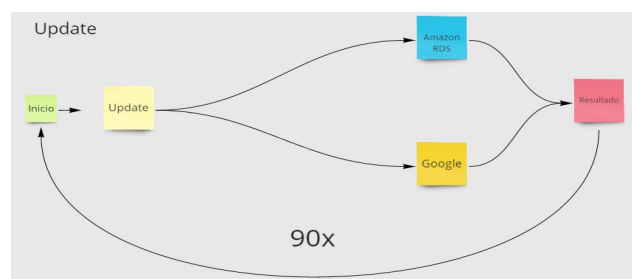 Update
Inicio
Update
Amazon
RDS
Google
Resultado
90x